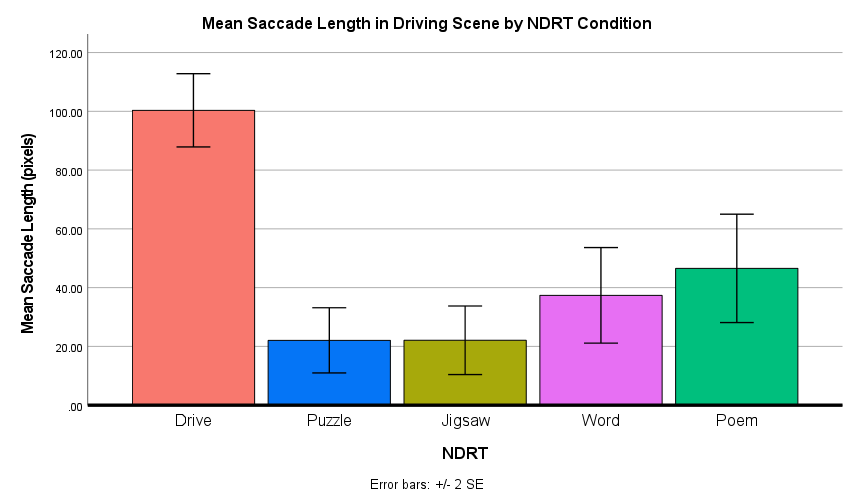 Mean Saccade Length in Driving Scene by NDRT Condition
Mean Saccade Length (pixels)
120.00
100.00
80.00
60.00
40.00
20.00
.00
Drive Puzzle Jigsaw Word Poem
NDRT
Error bars: +/- 2 SE